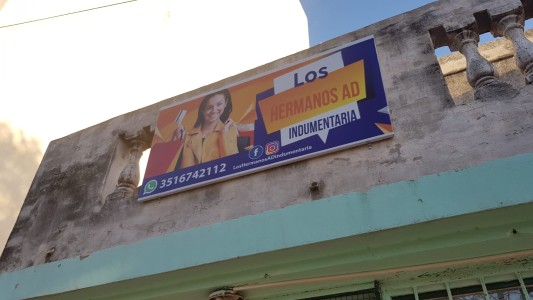 Los
HERMANOS AD
INDUMENTARIA
LosHermanosADIndumentaria
3516742112